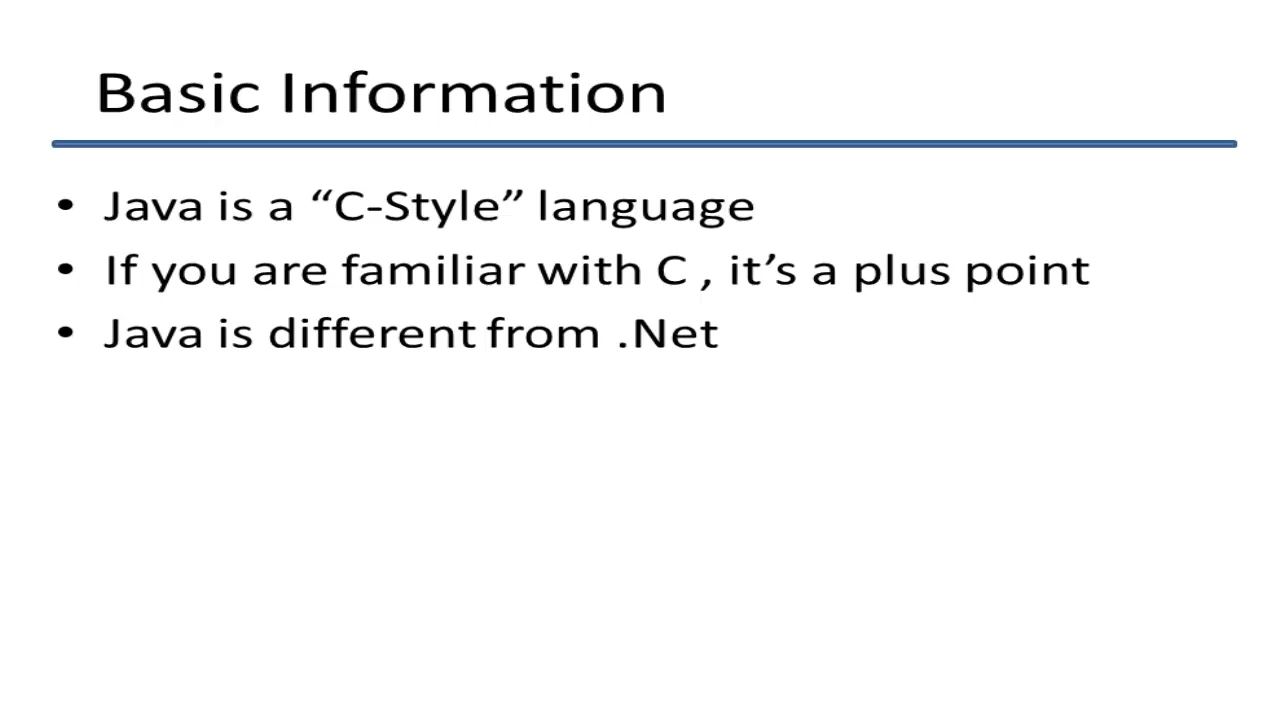 Basic Information
• Java is a “C-Style” language
• If you are familiar with C , it’s a plus point
• Java is different from .Net